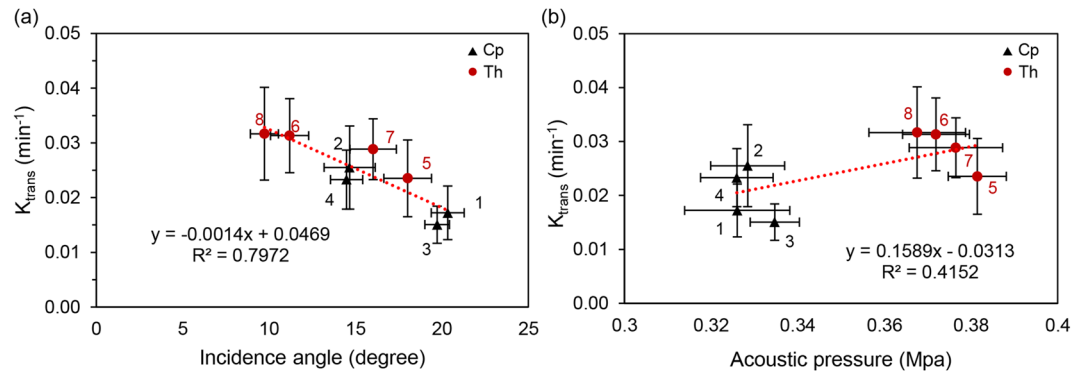 (a)
0.05
0.04
0.03
0.02
0.01
0.00
K_trans (min⁻¹)
Cp
Th
8
6
2
7
4
5
1
3
y = -0.0014x + 0.0469
R² = 0.7972
0 5 10 15 20 25
Incidence angle (degree)
(b)
0.05
0.04
0.03
0.02
0.01
0.00
K_trans (min⁻¹)
Cp
Th
8
6
2
7
4
5
1
3
y = 0.1589x - 0.0313
R² = 0.4152
0.3 0.32 0.34 0.36 0.38 0.4
Acoustic pressure (Mpa)